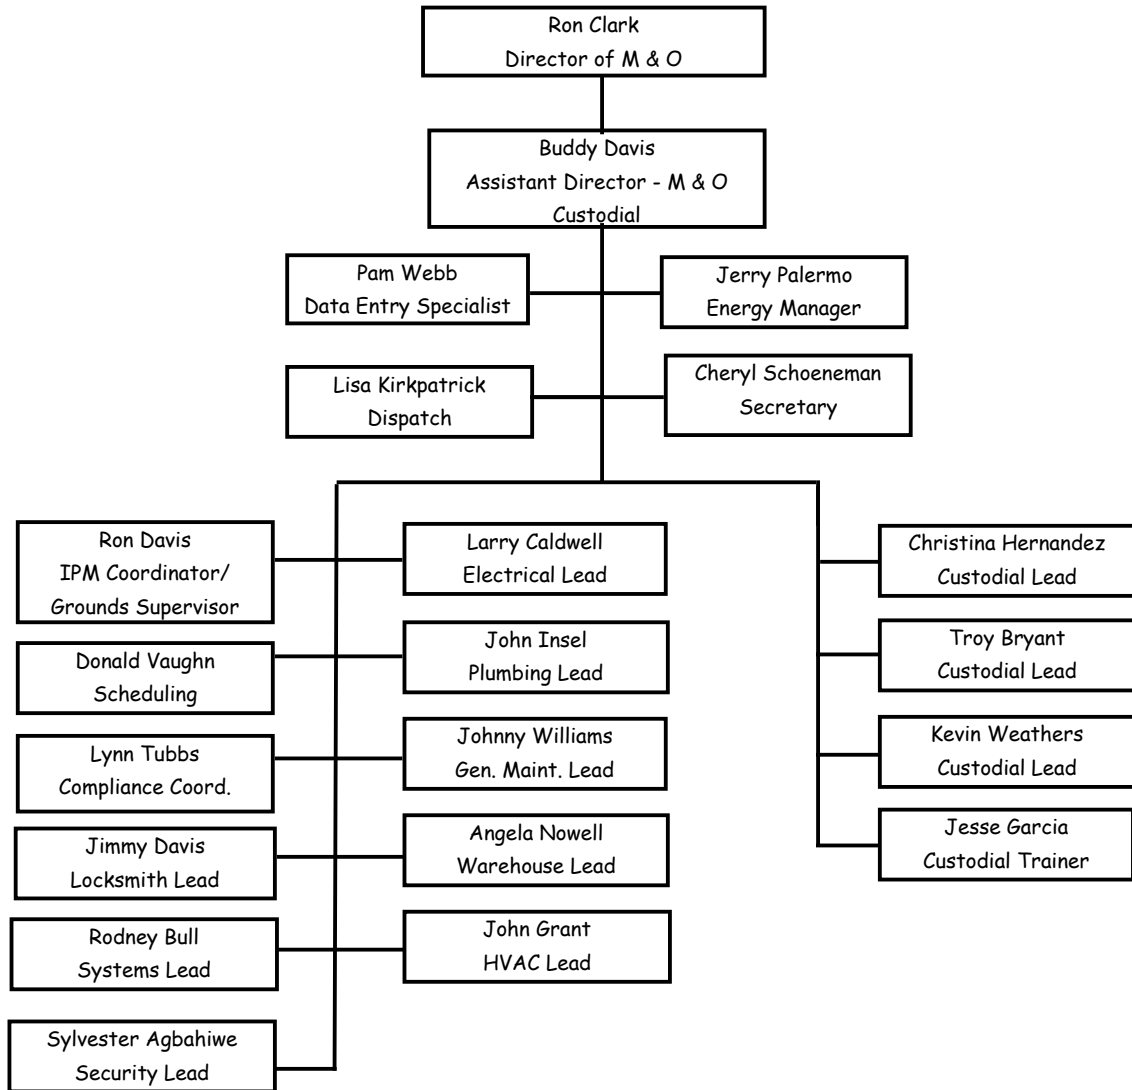 Ron Clark
Director of M & O
Buddy Davis
Assistant Director - M & O
Custodial
Pam Webb
Data Entry Specialist
Jerry Palermo
Energy Manager
Lisa Kirkpatrick
Dispatch
Cheryl Schoeneman
Secretary
Ron Davis
IPM Coordinator/
Grounds Supervisor
Larry Caldwell
Electrical Lead
Christina Hernandez
Custodial Lead
Donald Vaughn
Scheduling
John Insel
Plumbing Lead
Troy Bryant
Custodial Lead
Lynn Tubbs
Compliance Coord.
Johnny Williams
Gen. Maint. Lead
Kevin Weathers
Custodial Lead
Jimmy Davis
Locksmith Lead
Angela Nowell
Warehouse Lead
Jesse Garcia
Custodial Trainer
Rodney Bull
Systems Lead
John Grant
HVAC Lead
Sylvester Agbahiwe
Security Lead